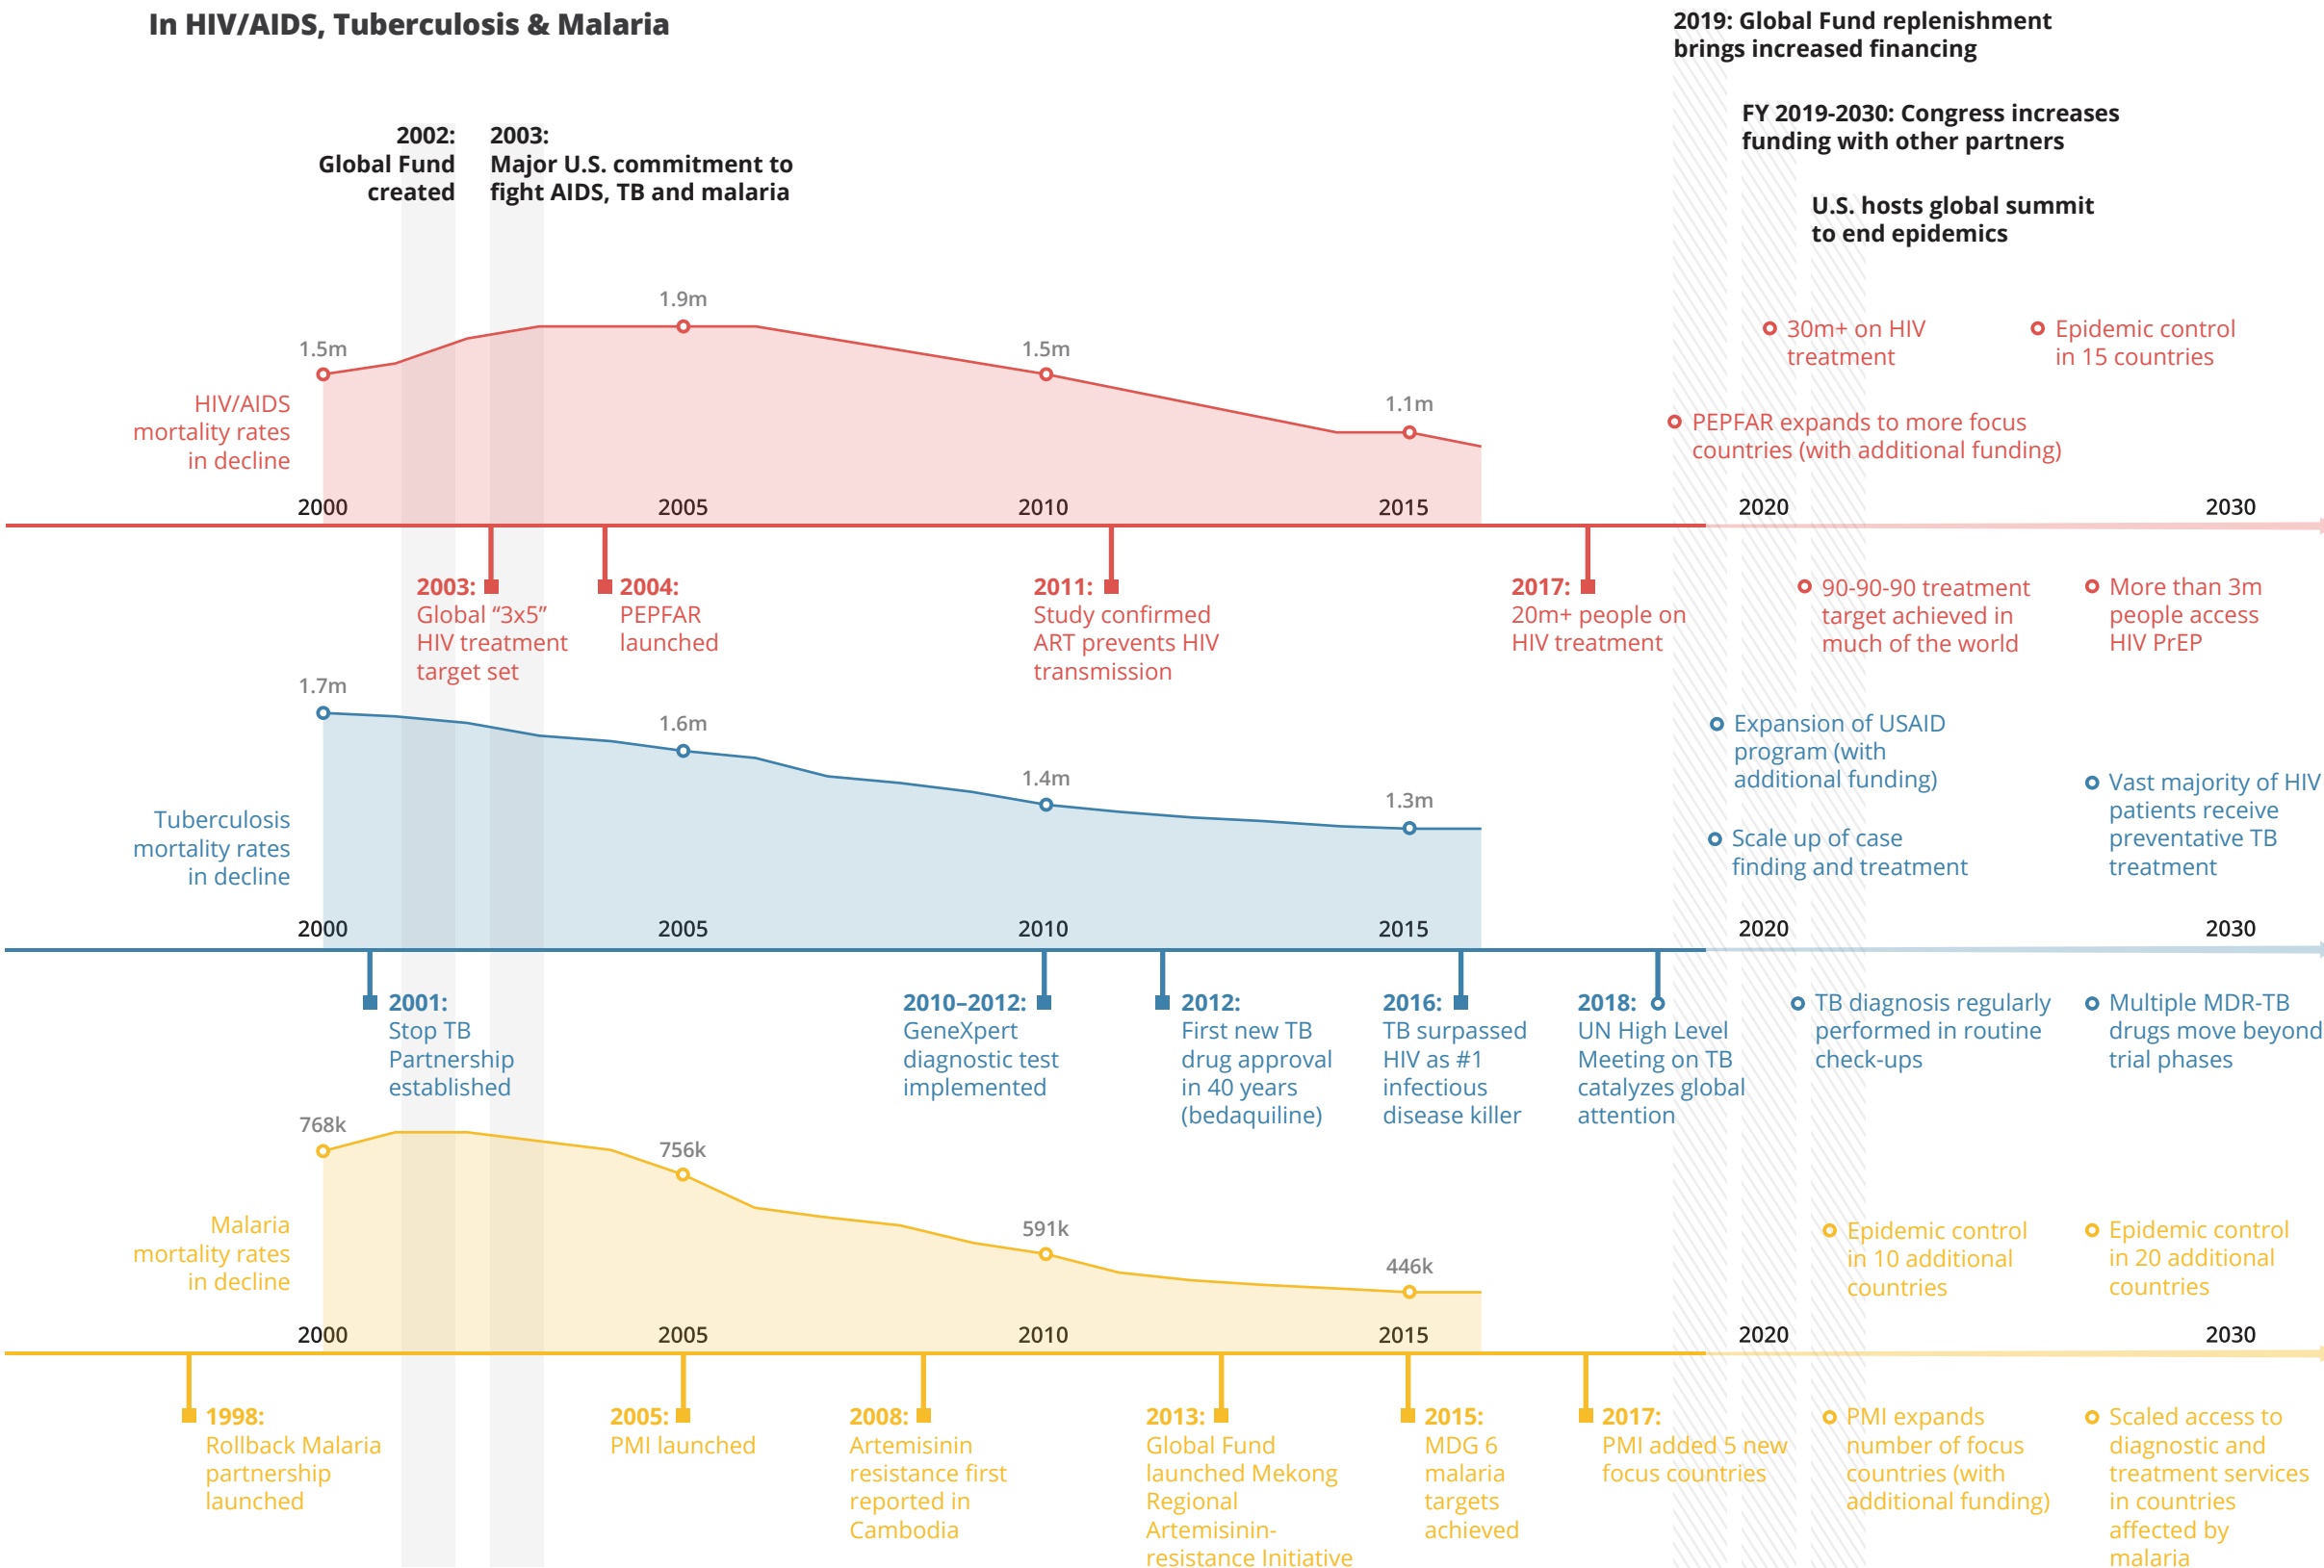 In HIV/AIDS, Tuberculosis & Malaria
2019: Global Fund replenishment
brings increased financing
FY 2019-2030: Congress increases
funding with other partners
U.S. hosts global summit
to end epidemics
2002:
Global Fund
created
2003:
Major U.S. commitment to
fight AIDS, TB and malaria
1.5m
1.9m
1.5m
1.1m
HIV/AIDS
mortality rates
in decline
30m+ on HIV
treatment
Epidemic control
in 15 countries
PEPFAR expands to more focus
countries (with additional funding)
2000
2005
2010
2015
2020
2030
2003:
Global “3x5”
HIV treatment
target set
2004:
PEPFAR
launched
2011:
Study confirmed
ART prevents HIV
transmission
2017:
20m+ people on
HIV treatment
90-90-90 treatment
target achieved in
much of the world
More than 3m
people access
HIV PrEP
1.7m
1.6m
1.4m
1.3m
Tuberculosis
mortality rates
in decline
Expansion of USAID
program (with
additional funding)
Scale up of case
finding and treatment
Vast majority of HIV
patients receive
preventative TB
treatment
2000
2005
2010
2015
2020
2030
2001:
Stop TB
Partnership
established
2010–2012:
GeneXpert
diagnostic test
implemented
2012:
First new TB
drug approval
in 40 years
(bedaquiline)
2016:
TB surpassed
HIV as #1
infectious
disease killer
2018:
UN High Level
Meeting on TB
catalyzes global
attention
TB diagnosis regularly
performed in routine
check-ups
Multiple MDR-TB
drugs move beyond
trial phases
768k
756k
591k
446k
Malaria
mortality rates
in decline
Epidemic control
in 10 additional
countries
Epidemic control
in 20 additional
countries
2000
2005
2010
2015
2020
2030
1998:
Rollback Malaria
partnership
launched
2005:
PMI launched
2008:
Artemisinin
resistance first
reported in
Cambodia
2013:
Global Fund
launched Mekong
Regional
Artemisinin-
resistance Initiative
2015:
MDG 6
malaria
targets
achieved
2017:
PMI added 5 new
focus countries
PMI expands
number of focus
countries (with
additional funding)
Scaled access to
diagnostic and
treatment services
in countries
affected by
malaria